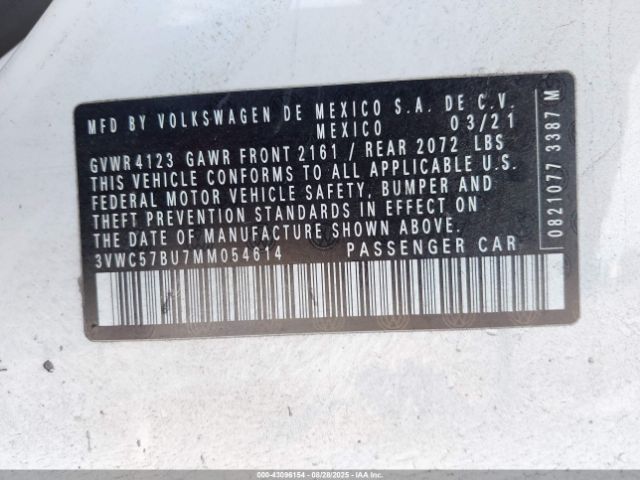 MFD BY VOLKSWAGEN DE MEXICO S.A. DE C.V.
MEXICO 03/21
GVWR 4123 GAWR FRONT 2161 / REAR 2072 LBS
THIS VEHICLE CONFORMS TO ALL APPLICABLE U.S.
FEDERAL MOTOR VEHICLE SAFETY, BUMPER AND
THEFT PREVENTION STANDARDS IN EFFECT ON
THE DATE OF MANUFACTURE SHOWN ABOVE.
3VWC57BU7MM054614 PASSENGER CAR
0821077 3387 M
000-43096154 - 08/28/2025 - IAAI.COM